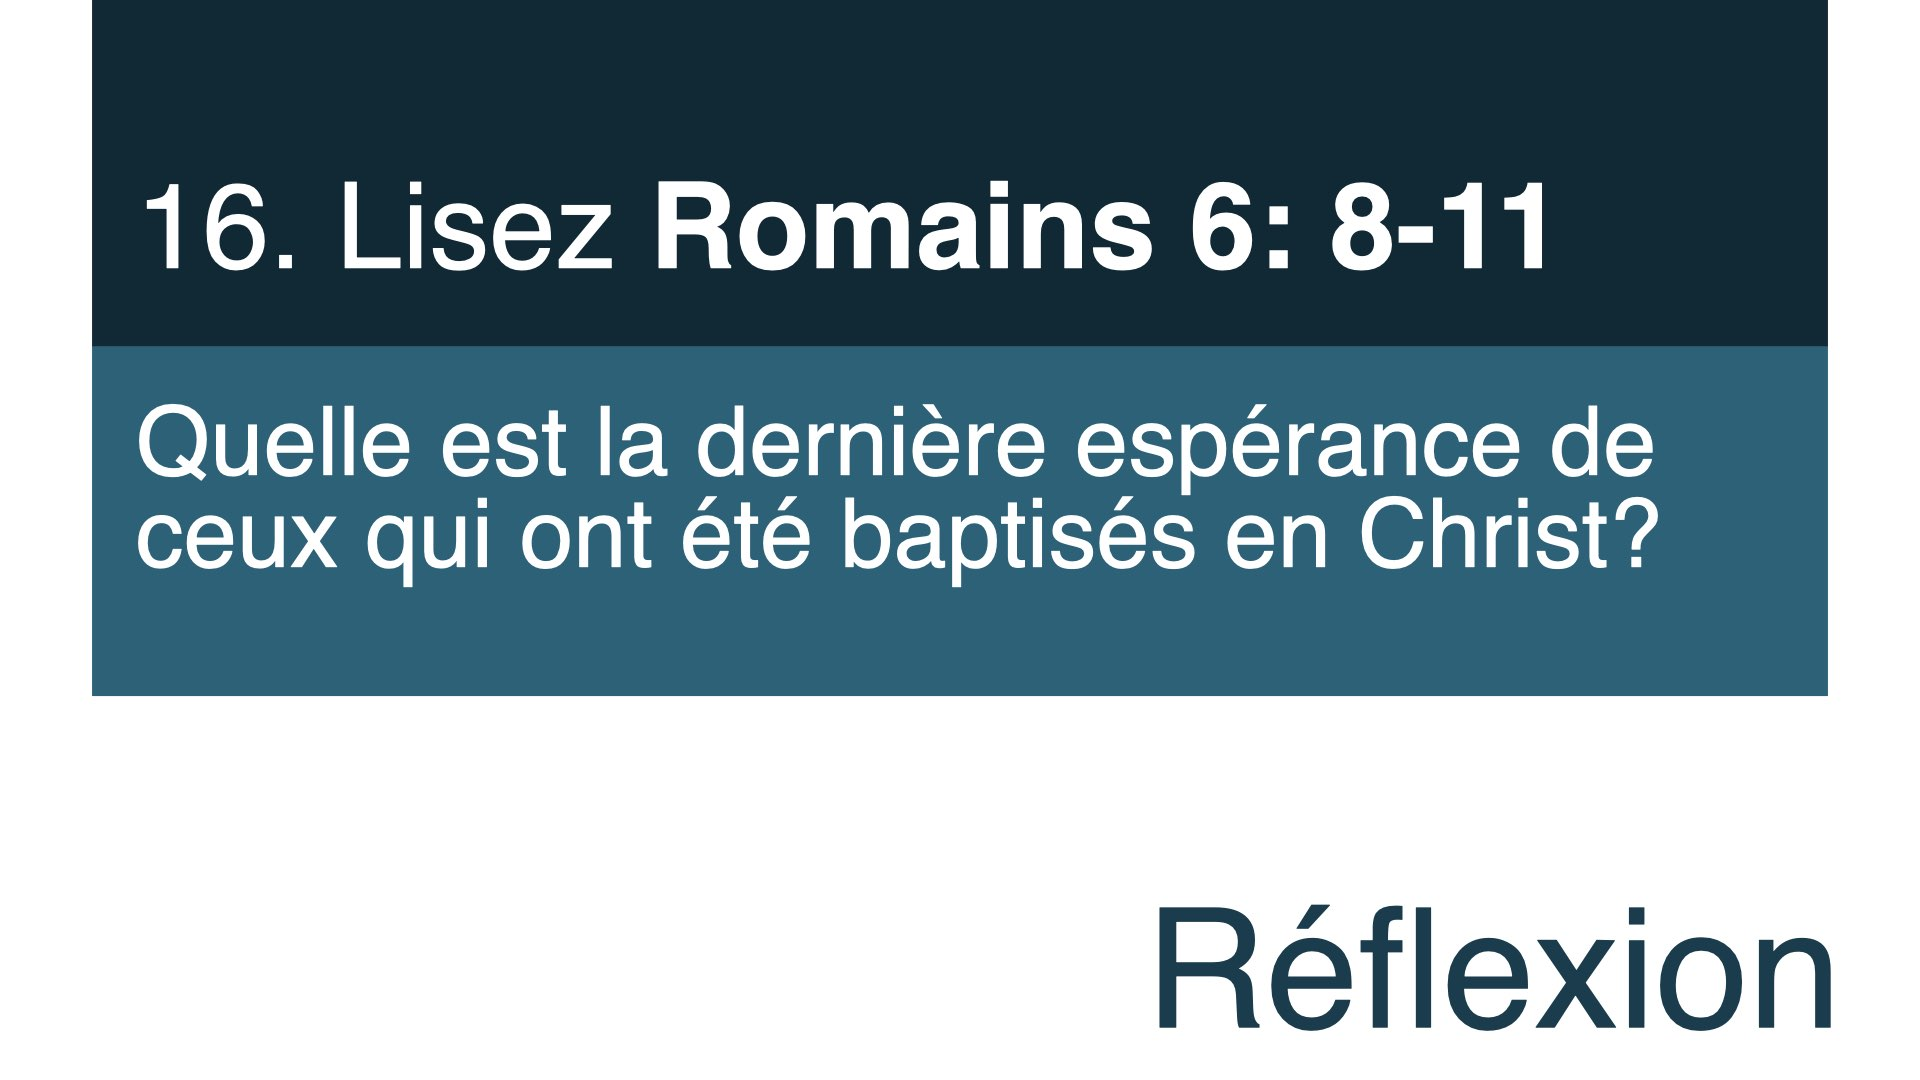 16. Lisez Romains 6: 8-11
Quelle est la dernière espérance de
ceux qui ont été baptisés en Christ?
Réflexion